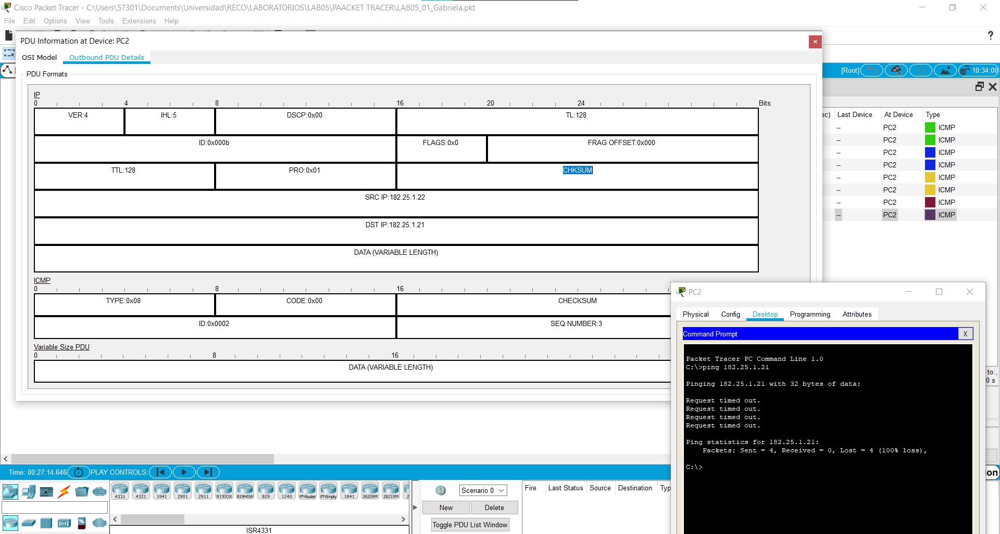 Cisco Packet Tracer - C:\Users\57301\Documents\Universidad\RECO\LABORATORIOS\LAB05\PAACKET TRACER\LAB05_01_Gabriela.pkt
File Edit Options View Tools Extensions Help
?
PDU Information at Device: PC2
OSI Model Outbound PDU Details
PDU Formats
[Root] 10:34:00
IP
0 4 8 16 20 24 Bits
VER:4 IHL:5 DSCP:0x00 TL:128
ID:0x000b FLAGS:0x0 FRAG OFFSET:0x000
TTL:128 PRO:0x01 CHKSUM
SRC IP:182.25.1.22
DST IP:182.25.1.21
DATA (VARIABLE LENGTH)
ICMP
0 8 16
TYPE:0x08 CODE:0x00 CHECKSUM
ID:0x0002 SEQ NUMBER:3
Variable Size PDU
0 8 16
DATA (VARIABLE LENGTH)
ec) Last Device At Device Type
-- PC2 ICMP
-- PC2 ICMP
-- PC2 ICMP
-- PC2 ICMP
-- PC2 ICMP
-- PC2 ICMP
-- PC2 ICMP
-- PC2 ICMP
to:
0 s
ion
PC2
Physical Config Desktop Programming Attributes
Command Prompt X
Packet Tracer PC Command Line 1.0
C:\>ping 182.25.1.21
Pinging 182.25.1.21 with 32 bytes of data:
Request timed out.
Request timed out.
Request timed out.
Request timed out.
Ping statistics for 182.25.1.21:
Packets: Sent = 4, Received = 0, Lost = 4 (100% loss),
C:\>
Time: 00:27:14.646 PLAY CONTROLS:
4331 4321 1941 2901 2911 819IOX 819HGW 829 1240 PT-Router PT-Empty 1841 2620XM 2621XM 2
ISR4331
1 Scenario 0
New Delete
Toggle PDU List Window
Fire Last Status Source Destination Typ